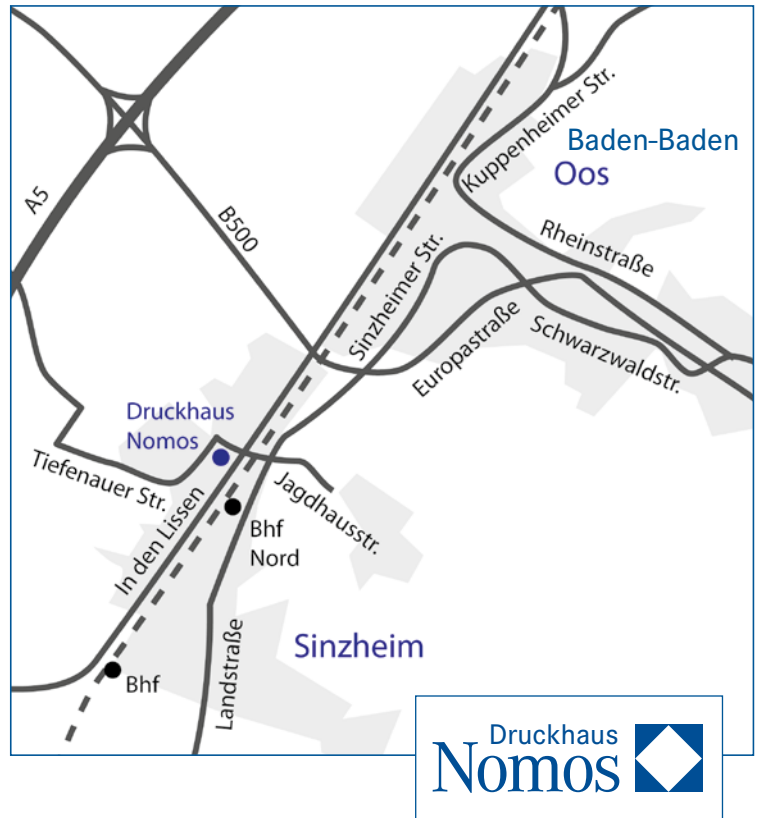 Kuppenheimer Str.
Baden-Baden
Oos
A5
B500
Rheinstraße
Sinzheimer Str.
Europastraße
Schwarzwaldstr.
Druckhaus
Nomos
Tiefenauer Str.
In den Lissen
Jagdhausstr.
Bhf
Nord
Sinzheim
Landstraße
Bhf
Druckhaus
Nomos